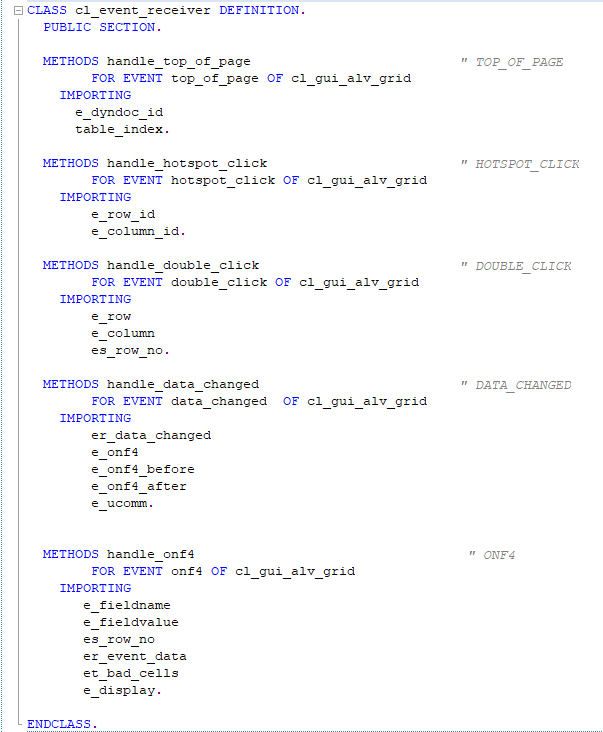 CLASS cl_event_receiver DEFINITION.
PUBLIC SECTION.
METHODS handle_top_of_page " TOP_OF_PAGE
FOR EVENT top_of_page OF cl_gui_alv_grid
IMPORTING
e_dyndoc_id
table_index.
METHODS handle_hotspot_click " HOTSPOT_CLICK
FOR EVENT hotspot_click OF cl_gui_alv_grid
IMPORTING
e_row_id
e_column_id.
METHODS handle_double_click " DOUBLE_CLICK
FOR EVENT double_click OF cl_gui_alv_grid
IMPORTING
e_row
e_column
es_row_no.
METHODS handle_data_changed " DATA_CHANGED
FOR EVENT data_changed  OF cl_gui_alv_grid
IMPORTING
er_data_changed
e_onf4
e_onf4_before
e_onf4_after
e_ucomm.
METHODS handle_onf4 " ONF4
FOR EVENT onf4 OF cl_gui_alv_grid
IMPORTING
e_fieldname
e_fieldvalue
es_row_no
er_event_data
et_bad_cells
e_display.
ENDCLASS.